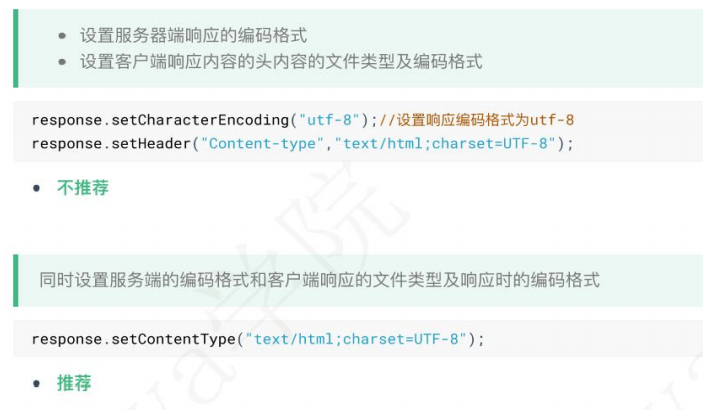 设置服务器端响应的编码格式
设置客户端响应内容的头内容的文件类型及编码格式
response.setCharacterEncoding("utf-8");//设置响应编码格式为utf-8
response.setHeader("Content-type","text/html;charset=UTF-8");
不推荐
同时设置服务端的编码格式和客户端响应的文件类型及响应时的编码格式
response.setContentType("text/html;charset=UTF-8");
推荐